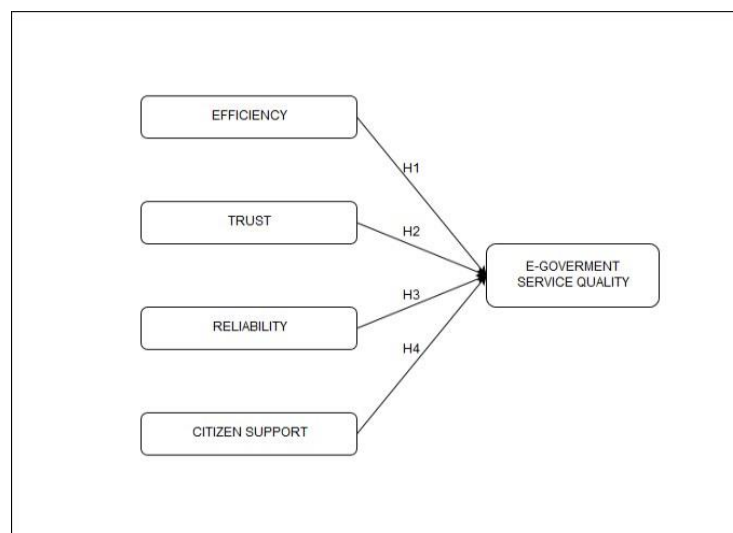 EFFICIENCY
H1
TRUST
H2
E-GOVERMENT
SERVICE QUALITY
H3
RELIABILITY
H4
CITIZEN SUPPORT